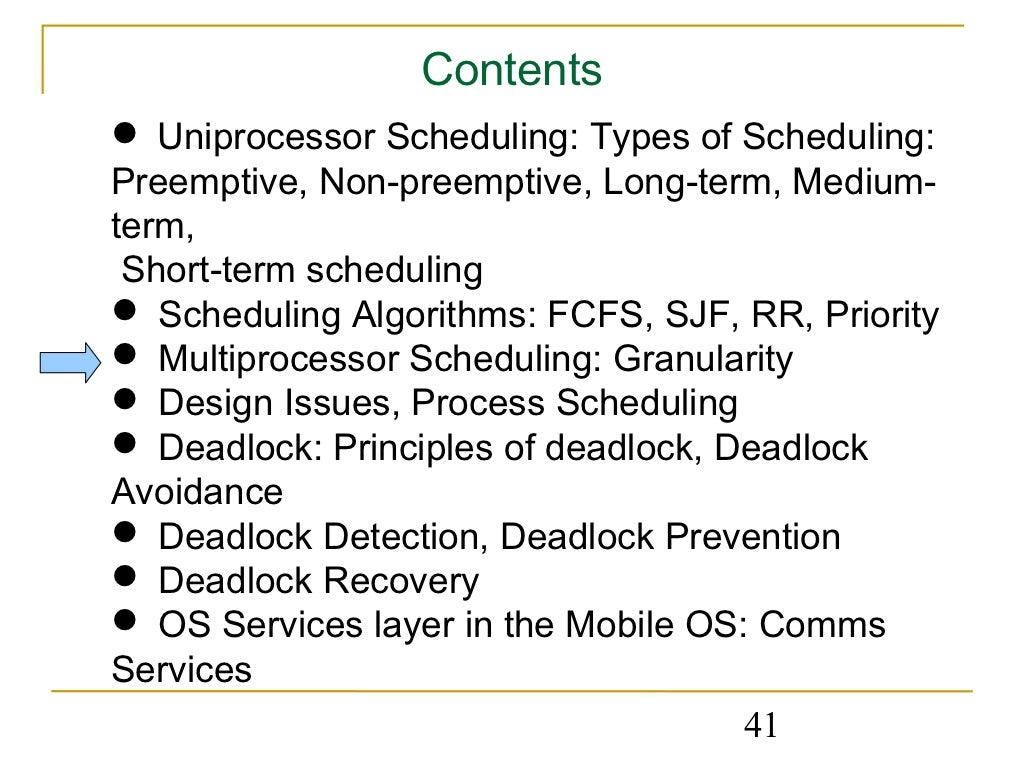 Contents
● Uniprocessor Scheduling: Types of Scheduling:
Preemptive, Non-preemptive, Long-term, Medium-
term,
Short-term scheduling
● Scheduling Algorithms: FCFS, SJF, RR, Priority
● Multiprocessor Scheduling: Granularity
● Design Issues, Process Scheduling
● Deadlock: Principles of deadlock, Deadlock
Avoidance
● Deadlock Detection, Deadlock Prevention
● Deadlock Recovery
● OS Services layer in the Mobile OS: Comms
Services
41